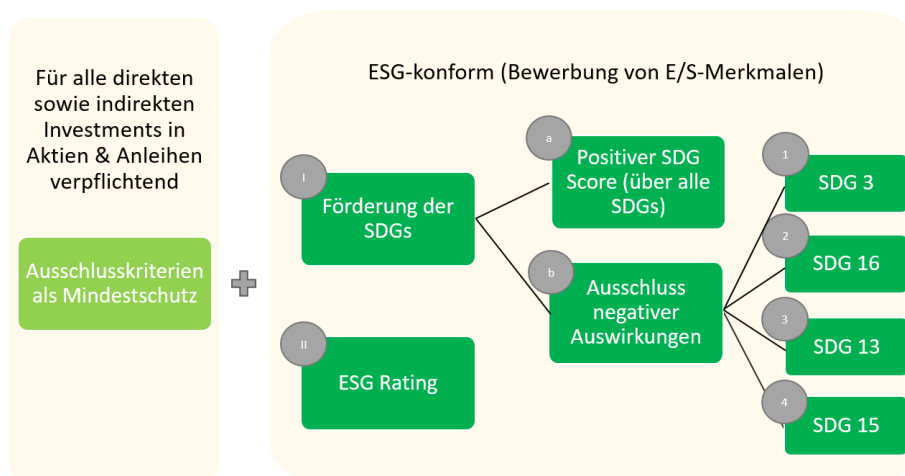 Für alle direkten
sowie indirekten
Investments in
Aktien & Anleihen
verpflichtend
Ausschlusskriterien
als Mindestschutz
ESG-konform (Bewerbung von E/S-Merkmalen)
I
Förderung der
SDGs
II
ESG Rating
a
Positiver SDG
Score (über alle
SDGs)
b
Ausschluss
negativer
Auswirkungen
1
SDG 3
2
SDG 16
3
SDG 13
4
SDG 15